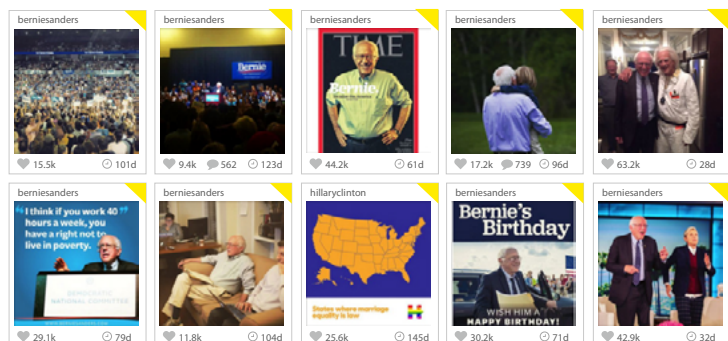 berniesanders
15.5k 101d
berniesanders
Bernie
9.4k 562 123d
berniesanders
TIME
Bernie.
44.2k 61d
berniesanders
17.2k 739 96d
berniesanders
63.2k 28d
berniesanders
"I think if you work 40
hours a week, you
have a right not to
live in poverty."
DEMOCRATIC
NATIONAL COMMITTEE
29.1k 79d
berniesanders
11.8k 104d
hillaryclinton
States where marriage
equality is law
H
25.6k 145d
berniesanders
Bernie's
Birthday
WISH HIM A
HAPPY BIRTHDAY!
30.2k 71d
berniesanders
42.9k 32d